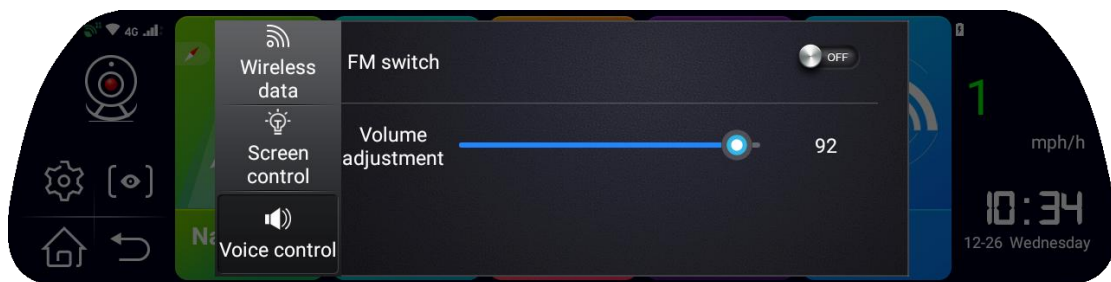 4G
Wireless
data
Screen
control
Voice control
FM switch
OFF
Volume
adjustment
92
Na
1
mph/h
10:34
12-26 Wednesday